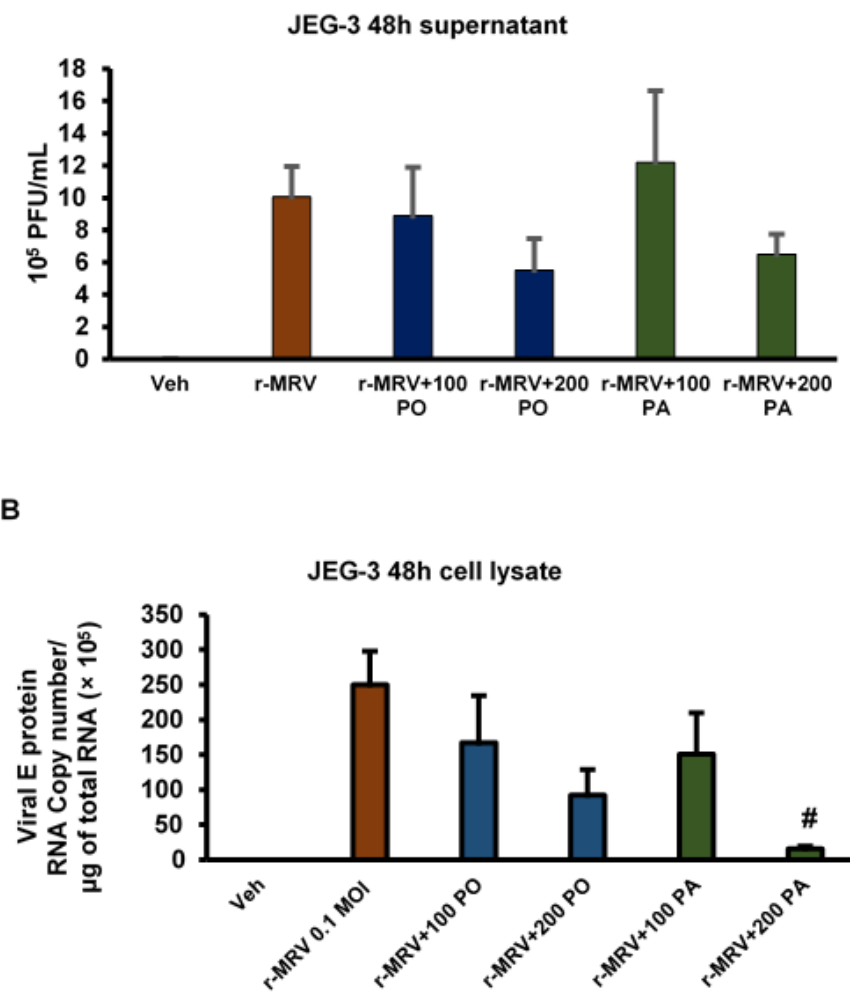 JEG-3 48h supernatant
18
16
14
12
10
8
6
4
2
0
10⁵ PFU/mL
Veh r-MRV r-MRV+100 r-MRV+200 r-MRV+100 r-MRV+200
PO PO PA PA
B
JEG-3 48h cell lysate
350
300
250
200
150
100
50
0
Viral E protein
RNA Copy number/
µg of total RNA (× 10⁵)
#
Veh
r-MRV 0.1 MOI
r-MRV+100 PO
r-MRV+200 PO
r-MRV+100 PA
r-MRV+200 PA